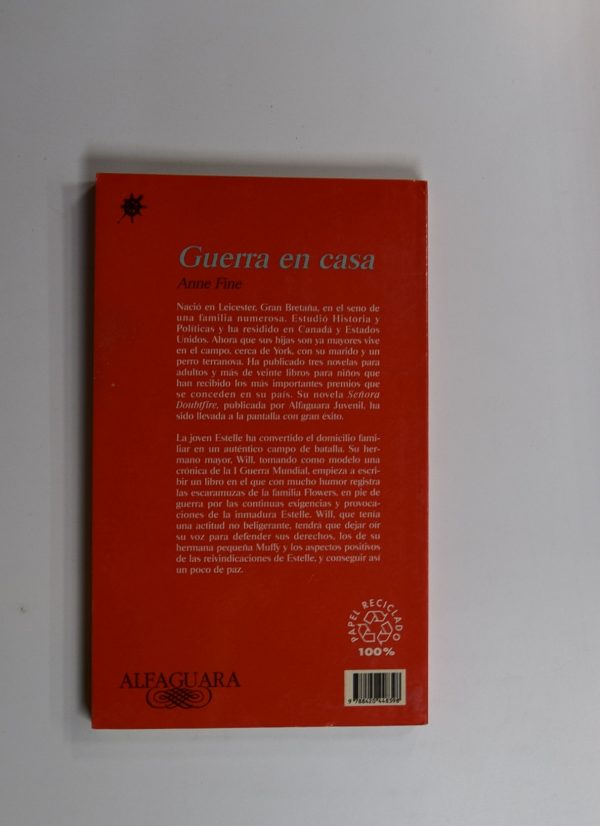 Guerra en casa
Anne Fine
Nació en Leicester, Gran Bretaña, en el seno de
una familia numerosa. Estudió Historia y
Políticas y ha residido en Canadá y Estados
Unidos. Ahora que sus hijas son ya mayores vive
en el campo, cerca de York, con su marido y un
perro terranova. Ha publicado tres novelas para
adultos y más de veinte libros para niños que
han recibido los más importantes premios que
se conceden en su país. Su novela Señora
Doubtfire, publicada por Alfaguara Juvenil, ha
sido llevada a la pantalla con gran éxito.
La joven Estelle ha convertido el domicilio fami-
liar en un auténtico campo de batalla. Su her-
mano mayor, Will, tomando como modelo una
crónica de la I Guerra Mundial, empieza a escri-
bir un libro en el que con mucho humor registra
las escaramuzas de la familia Flowers, en pie de
guerra por las continuas exigencias y provoca-
ciones de la inmadura Estelle. Will, que tenía
una actitud no beligerante, tendrá que dejar oír
su voz para defender sus derechos, los de su
hermana pequeña Muffy y los aspectos positivos
de las reivindicaciones de Estelle, y conseguir así
un poco de paz.
PAPEL RECICLADO
100%
ALFAGUARA
9 788420 448398